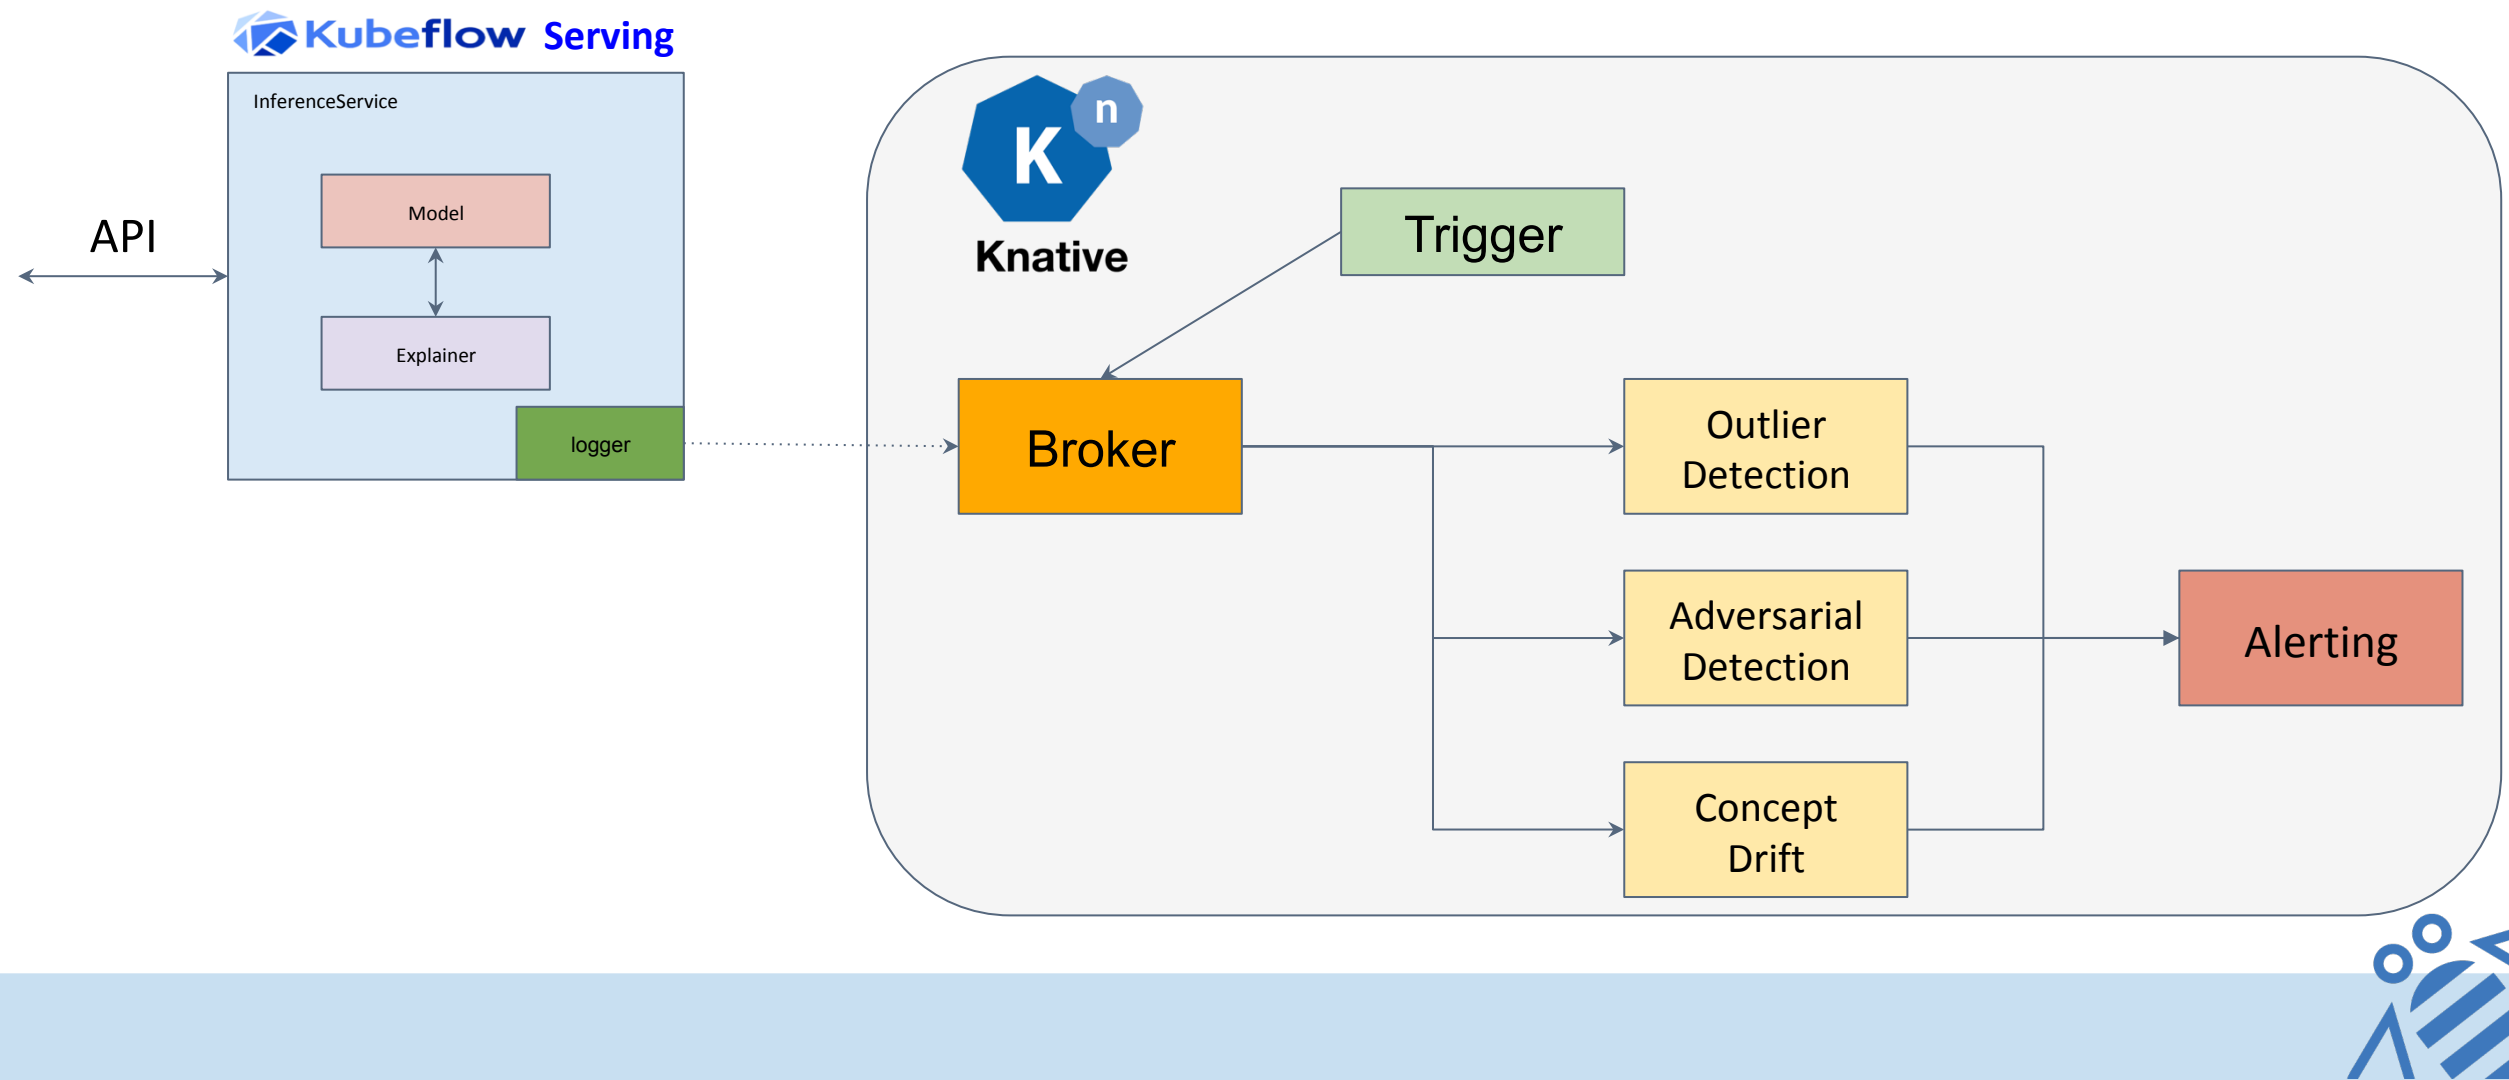 Kubeflow Serving
InferenceService
Model
API
Explainer
logger
K
n
Knative
Trigger
Broker
Outlier
Detection
Adversarial
Detection
Alerting
Concept
Drift